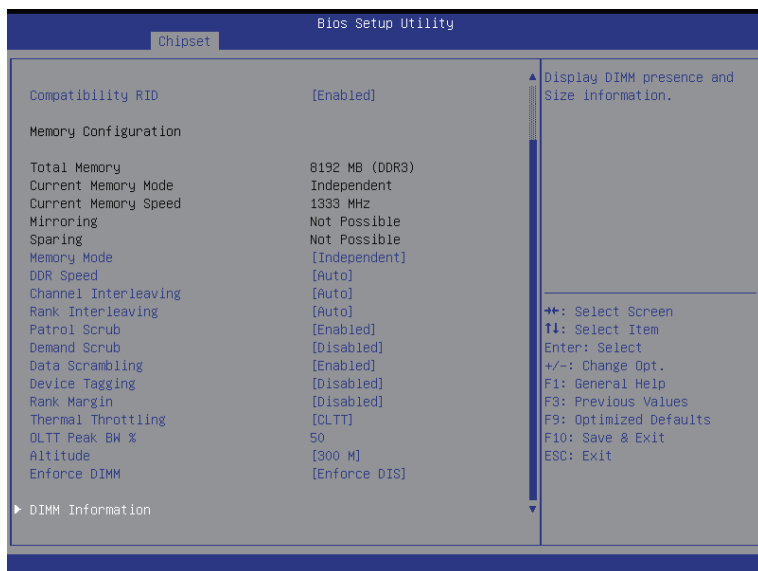 Bios Setup Utility
Chipset
Compatibility RID [Enabled]
Memory Configuration
Total Memory 8192 MB (DDR3)
Current Memory Mode Independent
Current Memory Speed 1333 MHz
Mirroring Not Possible
Sparing Not Possible
Memory Mode [Independent]
DDR Speed [Auto]
Channel Interleaving [Auto]
Rank Interleaving [Auto]
Patrol Scrub [Enabled]
Demand Scrub [Disabled]
Data Scrambling [Enabled]
Device Tagging [Disabled]
Rank Margin [Disabled]
Thermal Throttling [CLTT]
OLTT Peak BW % 50
Altitude [300 M]
Enforce DIMM [Enforce DIS]
▶ DIMM Information
Display DIMM presence and
Size information.
→←: Select Screen
↑↓: Select Item
Enter: Select
+/-: Change Opt.
F1: General Help
F3: Previous Values
F9: Optimized Defaults
F10: Save & Exit
ESC: Exit